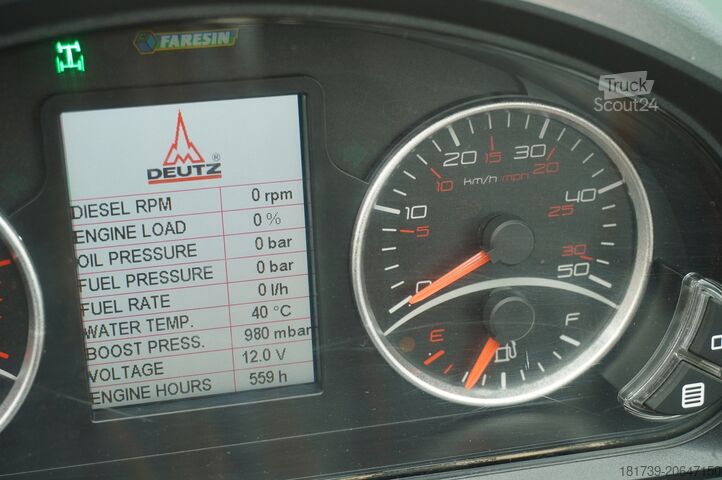 FARESIN
Truck
Scout24
DEUTZ ®
DIESEL RPM 0 rpm
ENGINE LOAD 0 %
OIL PRESSURE 0 bar
FUEL PRESSURE 0 bar
FUEL RATE 0 l/h
WATER TEMP. 40 °C
BOOST PRESS. 980 mbar
VOLTAGE 12.0 V
ENGINE HOURS 559 h
0 10 20 30 40 50
km/h mph
5 10 15 20 25 30
E F
181739-20647150